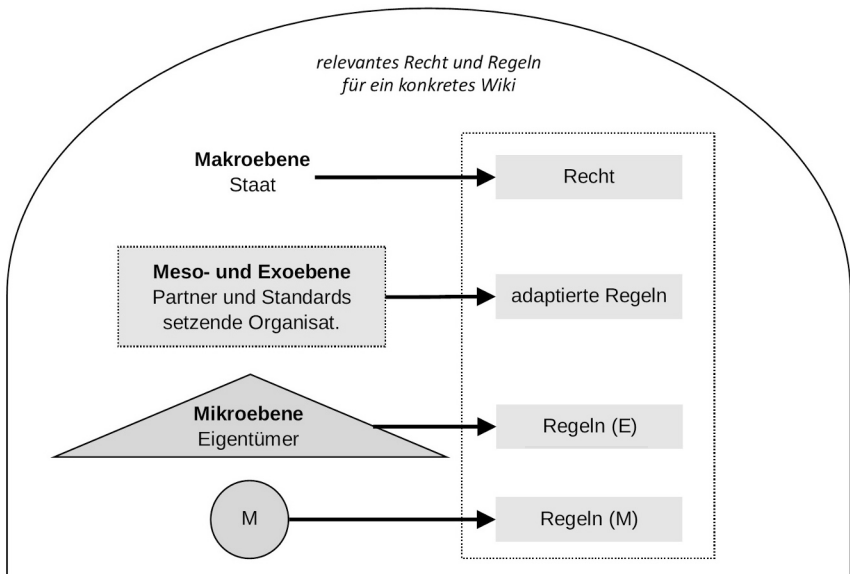 relevantes Recht und Regeln
für ein konkretes Wiki
Makroebene
Staat
Recht
Meso- und Exoebene
Partner und Standards
setzende Organisat.
adaptierte Regeln
Mikroebene
Eigentümer
Regeln (E)
M
Regeln (M)